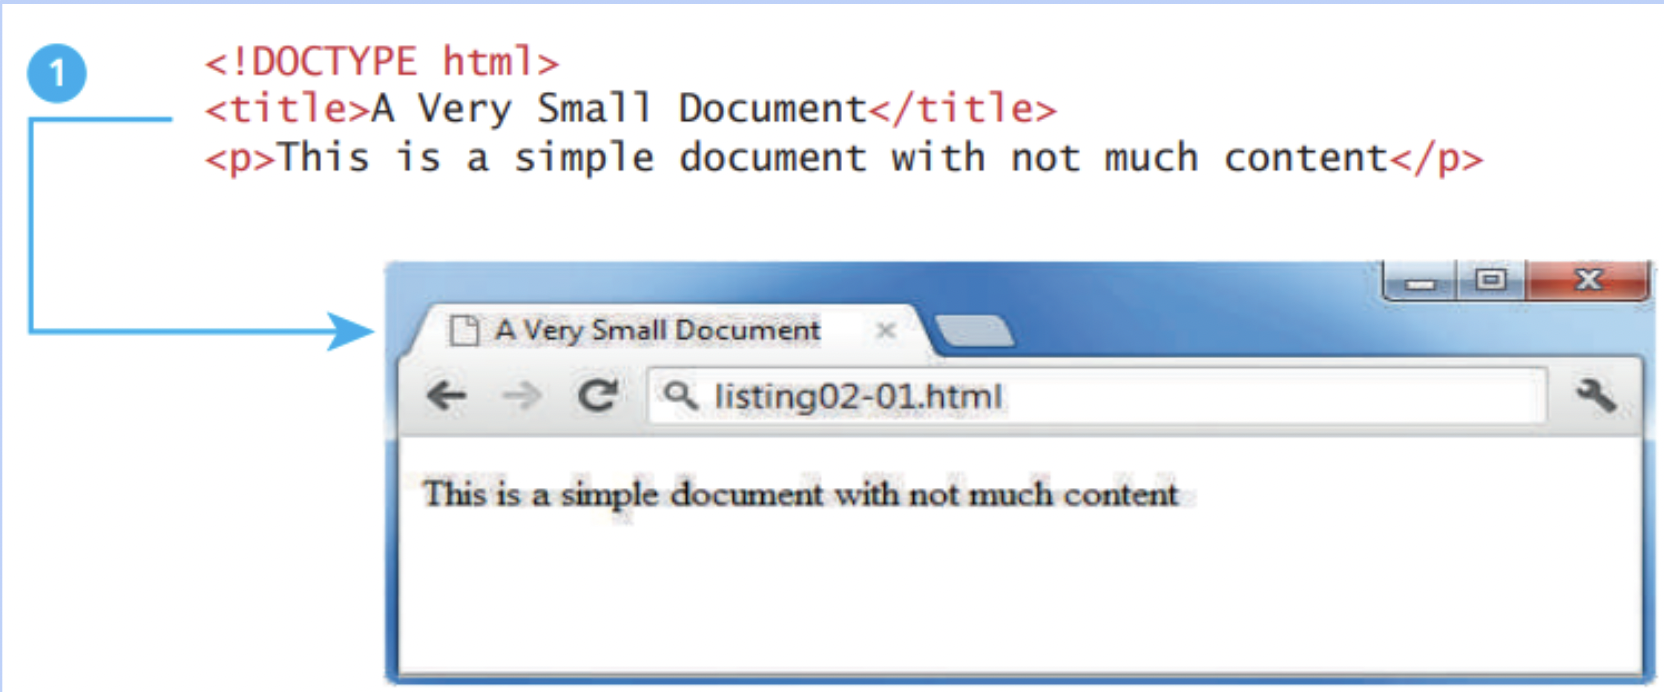 1
<!DOCTYPE html>
<title>A Very Small Document</title>
<p>This is a simple document with not much content</p>
A Very Small Document
listing02-01.html
This is a simple document with not much content